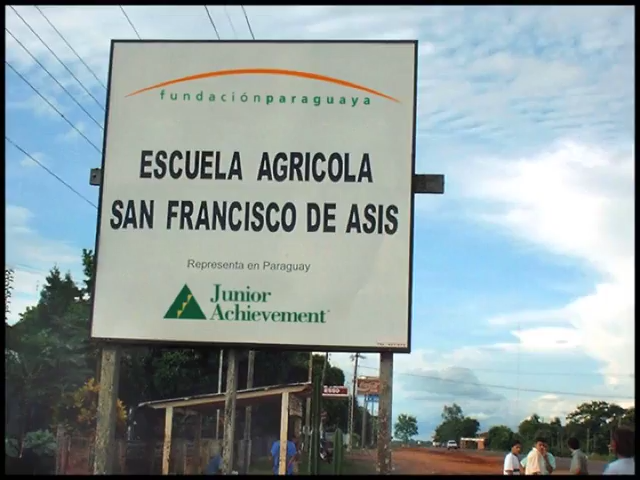 fundaciónparaguaya
ESCUELA AGRICOLA
SAN FRANCISCO DE ASIS
Representa en Paraguay
Junior
Achievement